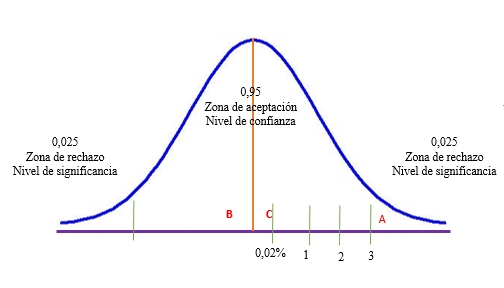 0,95
Zona de aceptación
Nivel de confianza
0,025
Zona de rechazo
Nivel de significancia
0,025
Zona de rechazo
Nivel de significancia
B C A
0,02% 1 2 3